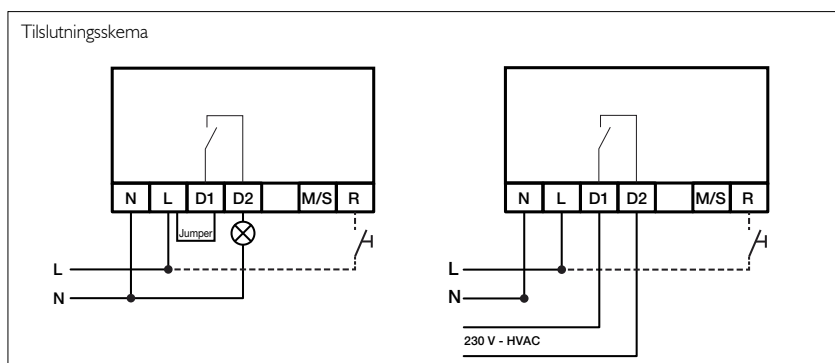 Tilslutningsskema
N L D1 D2 M/S R
Jumper
L
N
N L D1 D2 M/S R
L
N
230 V - HVAC